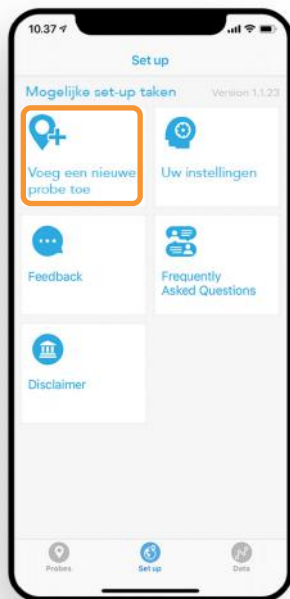 10.37
Set up
Mogelijke set-up taken Version 1.1.23
Voeg een nieuwe
probe toe
Uw instellingen
Feedback
Frequently
Asked Questions
Disclaimer
Probes Set up Data